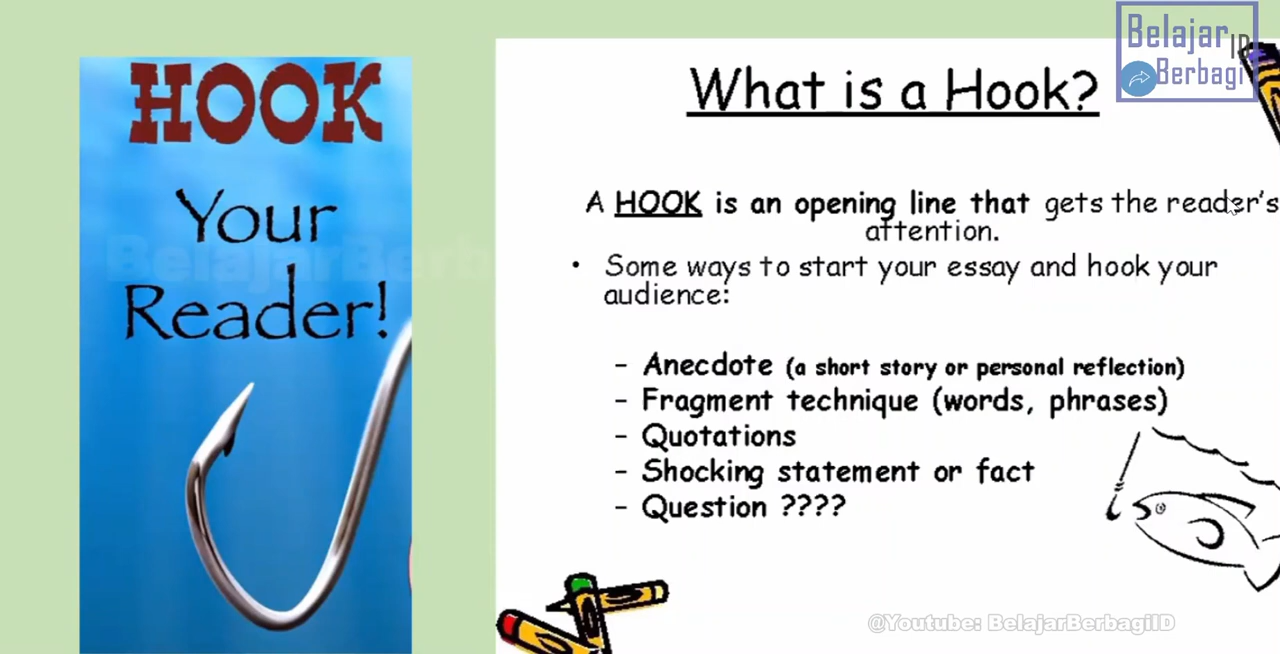 HOOK
Your
Reader!
Belajar ID
Berbagi
What is a Hook?
A HOOK is an opening line that gets the reader's
attention.
• Some ways to start your essay and hook your
audience:
– Anecdote (a short story or personal reflection)
– Fragment technique (words, phrases)
– Quotations
– Shocking statement or fact
– Question ????
BelajarBerb
@Youtube: BelajarBerbagiID